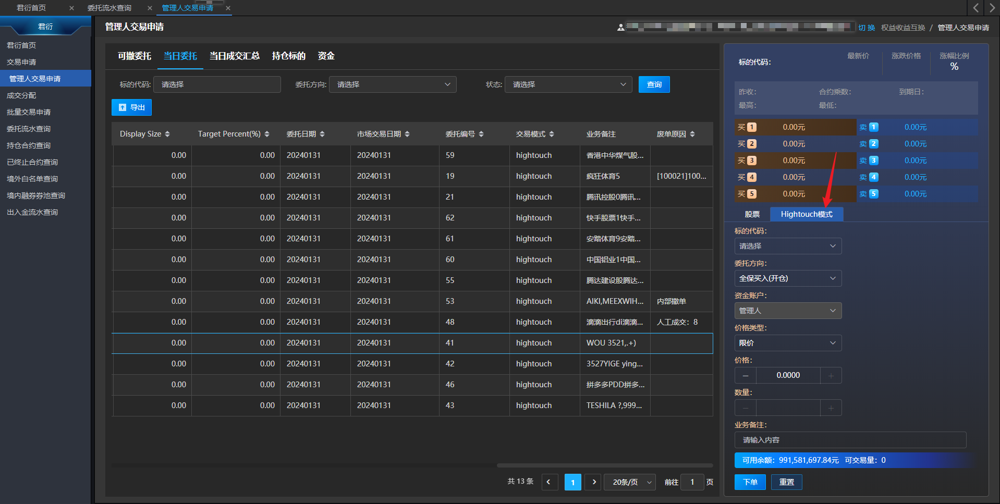 君衍首页 委托流水查询 管理人交易申请
君衍
君衍首页
交易申请
管理人交易申请
成交分配
批量交易申请
委托流水查询
持仓合约查询
已终止合约查询
境外白名单查询
境内融券券池查询
出入金流水查询
管理人交易申请
切 换 权益收益互换 / 管理人交易申请
可撤委托 当日委托 当日成交汇总 持仓标的 资金
标的代码: 请选择 委托方向: 请选择 状态: 请选择 查询
导出
Display Size Target Percent(%) 委托日期 市场交易日期 委托编号 交易模式 业务备注 废单原因
0.00 0.00 20240131 20240131 59 hightouch 香港中华煤气股...
0.00 0.00 20240131 20240131 19 hightouch 疯狂体育5 [100021]100...
0.00 0.00 20240131 20240131 21 hightouch 腾讯控股0腾讯...
0.00 0.00 20240131 20240131 62 hightouch 快手股票1快手...
0.00 0.00 20240131 20240131 61 hightouch 安踏体育9安踏...
0.00 0.00 20240131 20240131 60 hightouch 中国铝业1中国...
0.00 0.00 20240131 20240131 55 hightouch 腾达建设股腾达...
0.00 0.00 20240131 20240131 53 hightouch AIKI,MEEXWIH... 内部撤单
0.00 0.00 20240131 20240131 48 hightouch 滴滴出行di滴滴... 人工成交：8
0.00 0.00 20240131 20240131 41 hightouch WOU 3521,.+)
0.00 0.00 20240131 20240131 42 hightouch 3527YIGE ying...
0.00 0.00 20240131 20240131 46 hightouch 拼多多PDD拼多...
0.00 0.00 20240131 20240131 43 hightouch TESHILA ?,999...
共 13 条 1 20条/页 前往 1 页
标的代码: 最新价 涨跌价格 涨幅比例
%
昨收: 合约乘数: 到期日:
最高: 最低:
买 1 0.00元 卖 1 0.00元
买 2 0.00元 卖 2 0.00元
买 3 0.00元 卖 3 0.00元
买 4 0.00元 卖 4 0.00元
买 5 0.00元 卖 5 0.00元
股票 Hightouch模式
标的代码:
请选择
委托方向:
全保买入(开仓)
资金账户:
管理人
价格类型:
限价
价格:
− 0.0000 +
数量:
− +
业务备注:
请输入内容
可用余额：991,581,697.84元 可交易量：0
下单 重置